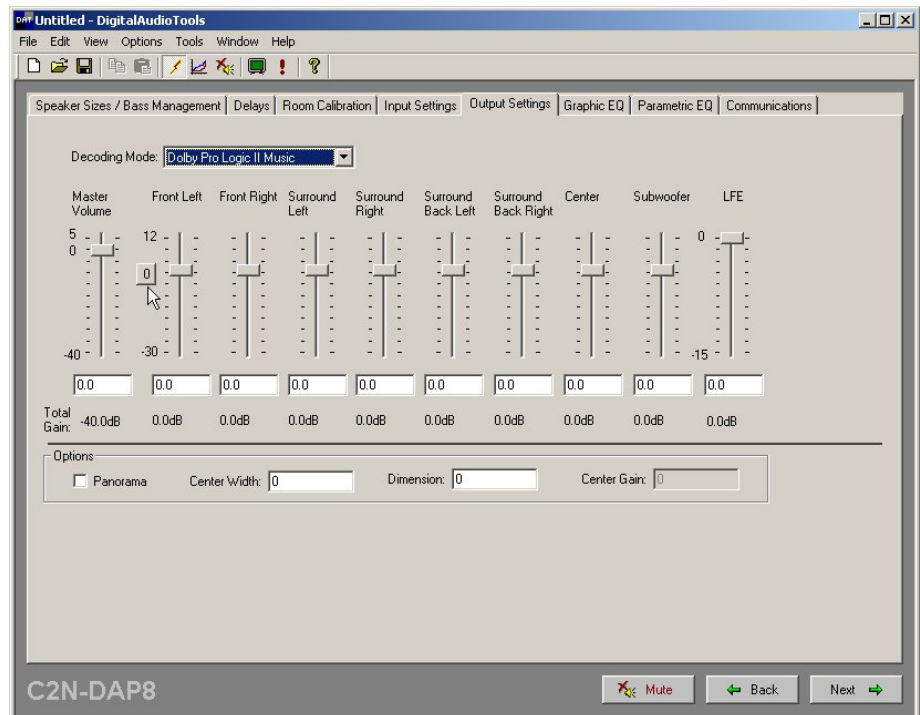 DAT Untitled - DigitalAudioTools
File Edit View Options Tools Window Help
Speaker Sizes / Bass Management Delays Room Calibration Input Settings Output Settings Graphic EQ Parametric EQ Communications
Decoding Mode: Dolby Pro Logic II Music
Master Volume Front Left Front Right Surround Left Surround Right Surround Back Left Surround Back Right Center Subwoofer LFE
5 12 0
0
0
-40 -30 -15
0.0 0.0 0.0 0.0 0.0 0.0 0.0 0.0 0.0 0.0
Total Gain: -40.0dB 0.0dB 0.0dB 0.0dB 0.0dB 0.0dB 0.0dB 0.0dB 0.0dB 0.0dB
Options
Panorama Center Width: 0 Dimension: 0 Center Gain: 0
C2N-DAP8 Mute Back Next